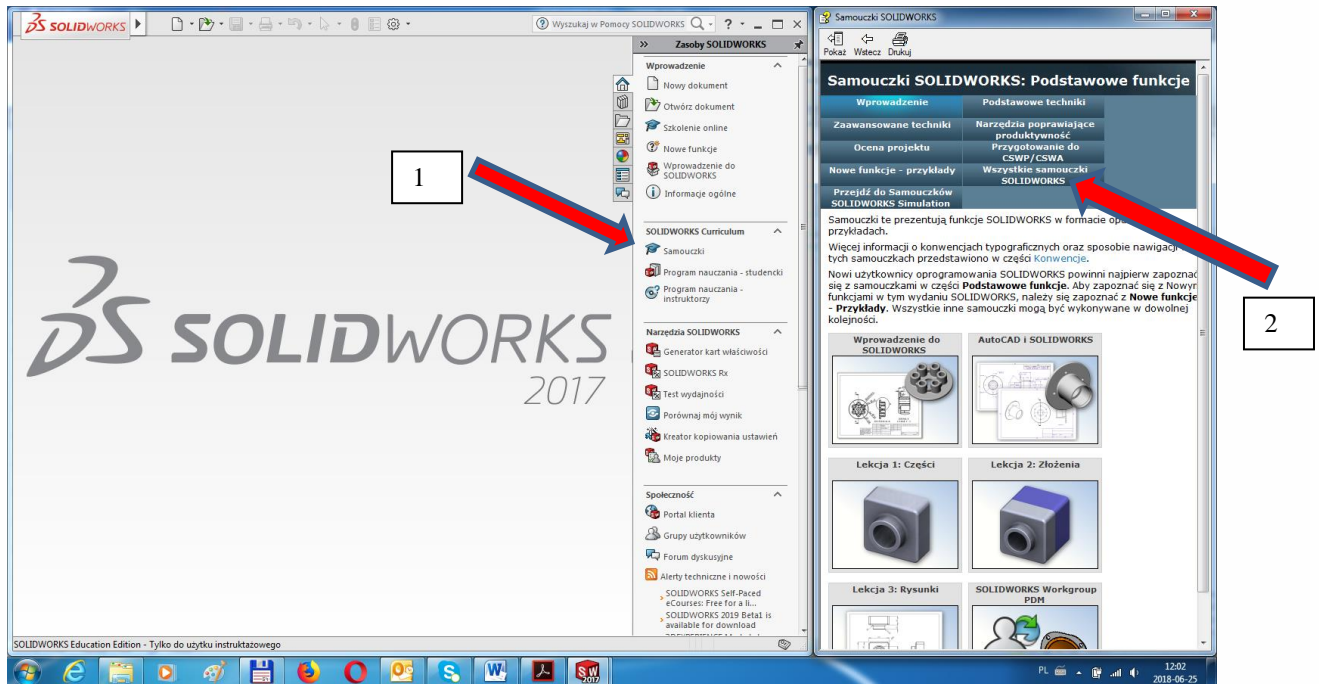 SOLIDWORKS
Wyszukaj w Pomocy SOLIDWORKS
?
Zasoby SOLIDWORKS
Wprowadzenie
Nowy dokument
Otwórz dokument
Szkolenie online
Nowe funkcje
Wprowadzenie do
SOLIDWORKS
Informacje ogólne
SOLIDWORKS Curriculum
Samouczki
Program nauczania - studencki
Program nauczania -
instruktorzy
Narzędzia SOLIDWORKS
Generator kart właściwości
SOLIDWORKS Rx
Test wydajności
Porównaj mój wynik
Kreator kopiowania ustawień
Moje produkty
Społeczność
Portal klienta
Grupy użytkowników
Forum dyskusyjne
Alerty techniczne i nowości
SOLIDWORKS Self-Paced
eCourses: Free for a li...
SOLIDWORKS 2019 Beta1 is
available for download
1
SOLIDWORKS
2017
SOLIDWORKS Education Edition - Tylko do użytku instruktażowego
Samouczki SOLIDWORKS
Pokaż Wstecz Drukuj
Samouczki SOLIDWORKS: Podstawowe funkcje
Wprowadzenie
Podstawowe techniki
Zaawansowane techniki
Narzędzia poprawiające
produktywność
Ocena projektu
Przygotowanie do
CSWP/CSWA
Nowe funkcje - przykłady
Wszystkie samouczki
SOLIDWORKS
Przejdź do Samouczków
SOLIDWORKS Simulation
Samouczki te prezentują funkcje SOLIDWORKS w formacie
przykładach.
Więcej informacji o konwencjach typograficznych oraz sposobie nawigacji
tych samouczkach przedstawiono w części Konwencje.
Nowi użytkownicy oprogramowania SOLIDWORKS powinni najpierw zapoznać
się z samouczkami w części Podstawowe funkcje. Aby zapoznać się z Nowymi
funkcjami w tym wydaniu SOLIDWORKS, należy się zapoznać z Nowe funkcje
- Przykłady. Wszystkie inne samouczki mogą być wykonywane w dowolnej
kolejności.
2
Wprowadzenie do
SOLIDWORKS
AutoCAD i SOLIDWORKS
Lekcja 1: Części
Lekcja 2: Złożenia
Lekcja 3: Rysunki
SOLIDWORKS Workgroup
PDM
SW
2017
PL
12:02
2018-06-25